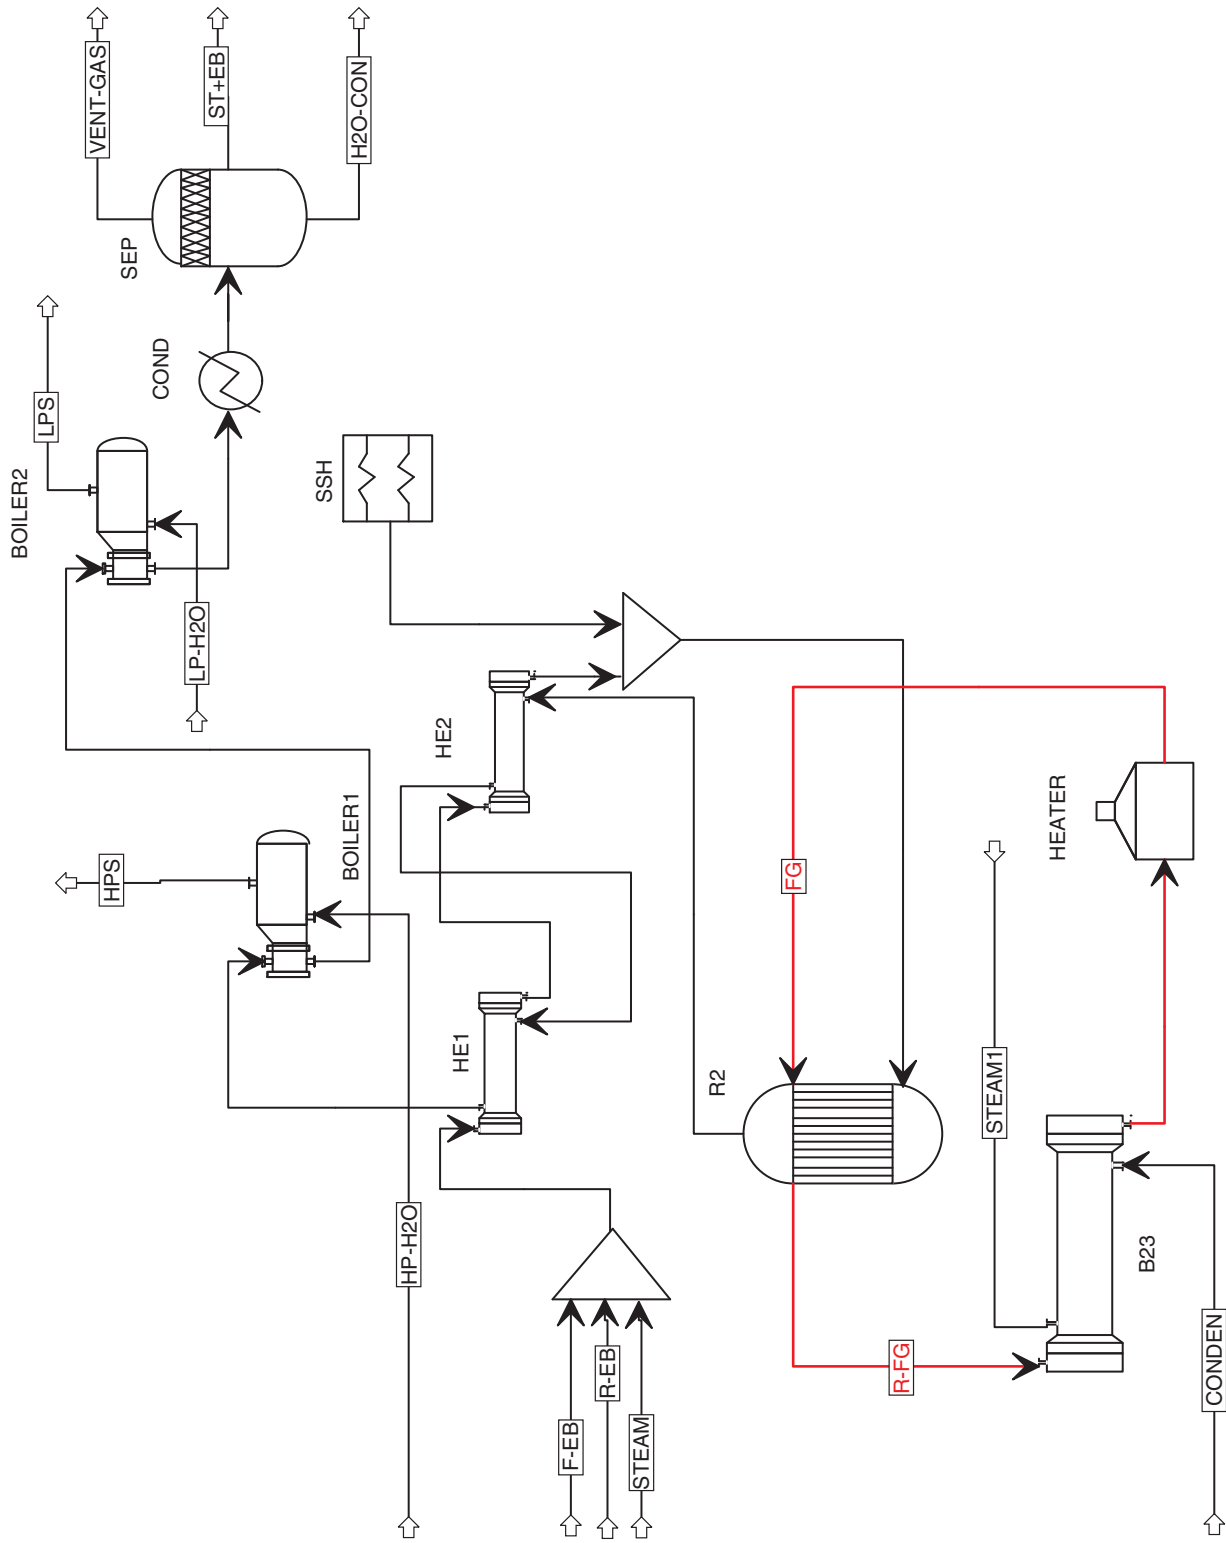 VENT-GAS
ST+EB
H2O-CON
SEP
LPS
COND
BOILER2
SSH
LP-H2O
HE2
HPS
BOILER1
HEATER
FG
HE1
R2
STEAM1
HP-H2O
B23
R-EB
R-FG
CONDEN
F-EB
STEAM